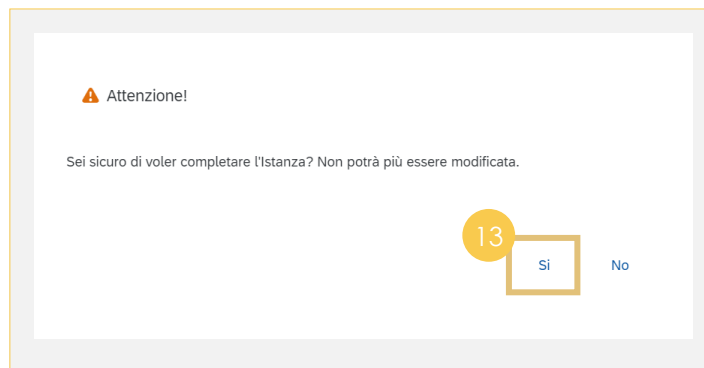 Attenzione!
Sei sicuro di voler completare l'Istanza? Non potrà più essere modificata.
13
Si
No